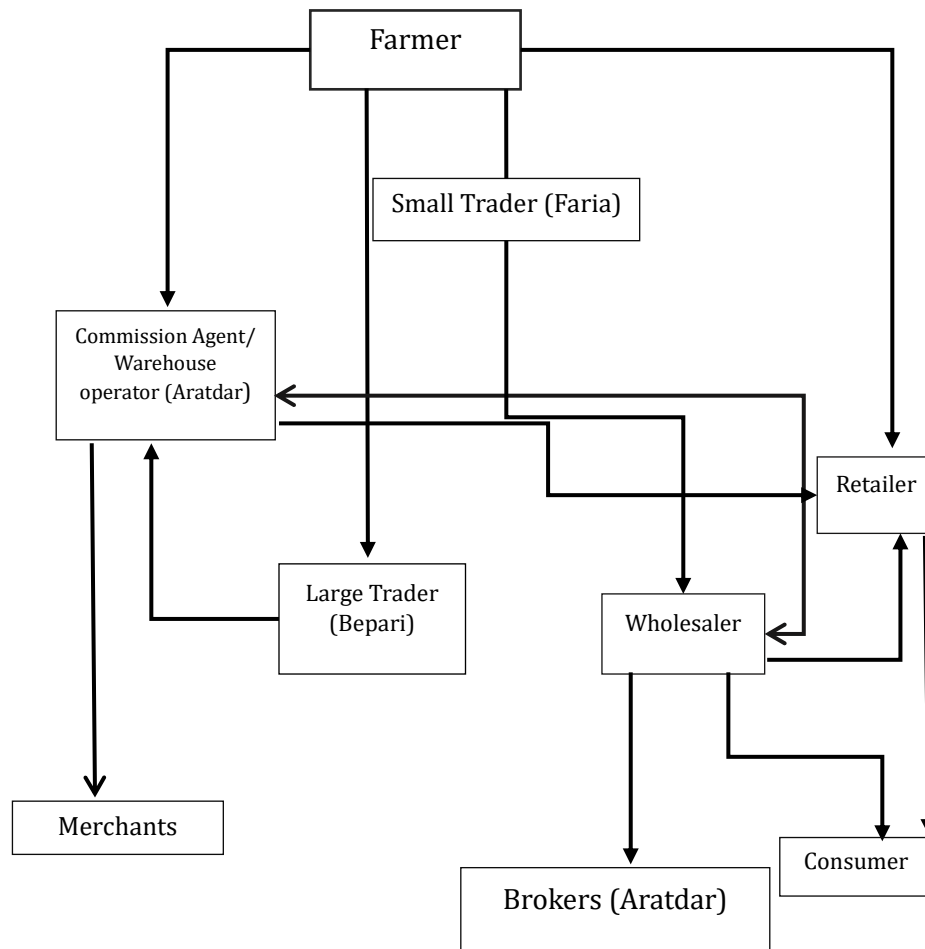 Farmer
Small Trader (Faria)
Commission Agent/
Warehouse
operator (Aratdar)
Retailer
Large Trader
(Bepari)
Wholesaler
Merchants
Consumer
Brokers (Aratdar)